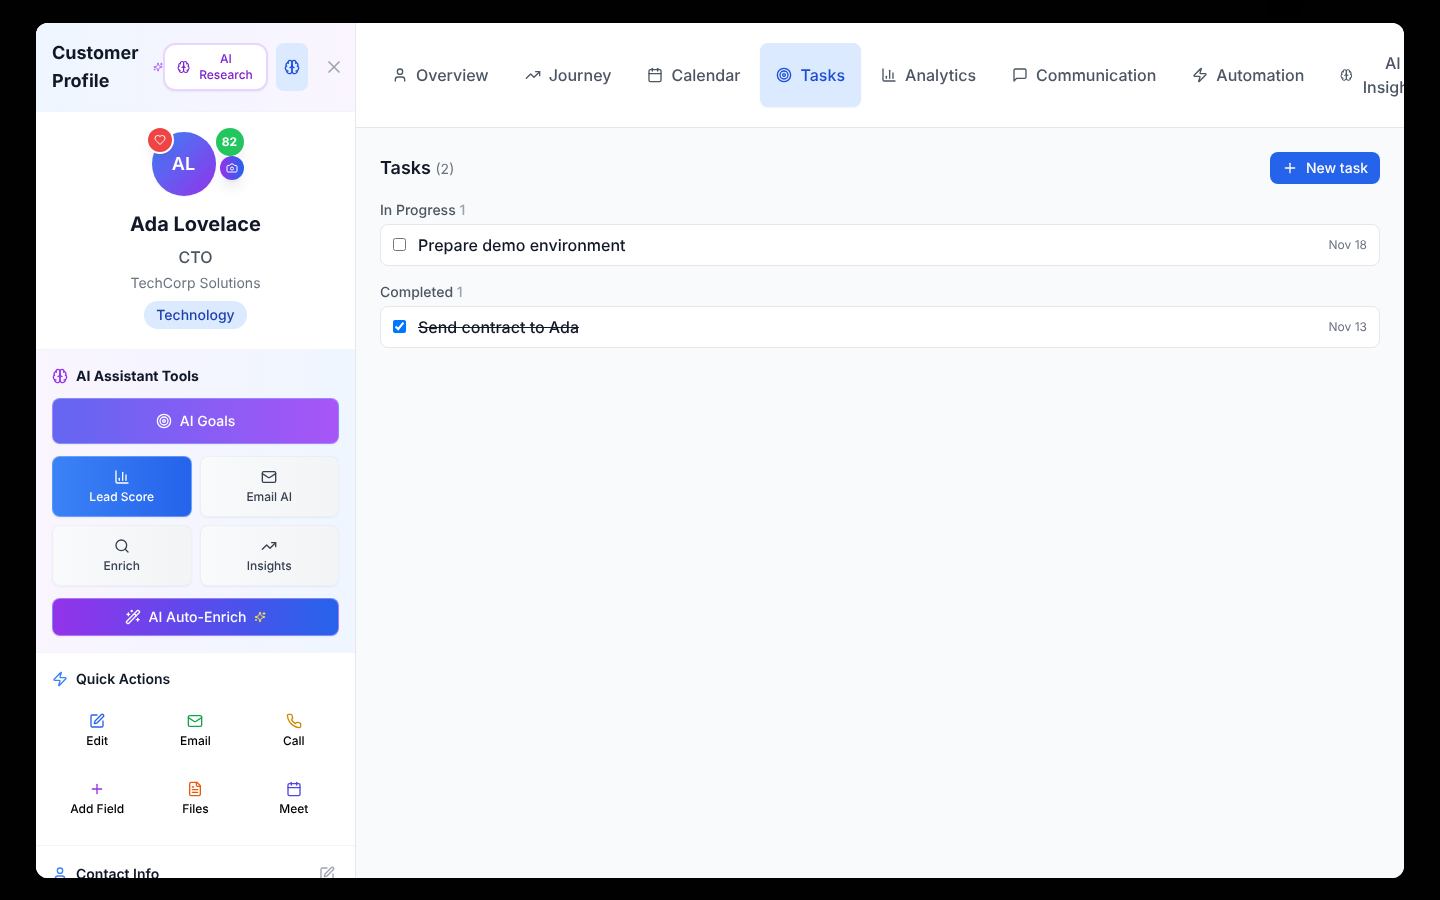 Customer
Profile
AI
Research
Overview
Journey
Calendar
Tasks
Analytics
Communication
Automation
AI
Insigh
AL
82
Ada Lovelace
CTO
TechCorp Solutions
Technology
AI Assistant Tools
AI Goals
Lead Score
Email AI
Enrich
Insights
AI Auto-Enrich
Quick Actions
Edit
Email
Call
Add Field
Files
Meet
Contact Info
Tasks (2)
New task
In Progress 1
Prepare demo environment
Nov 18
Completed 1
Send contract to Ada
Nov 13